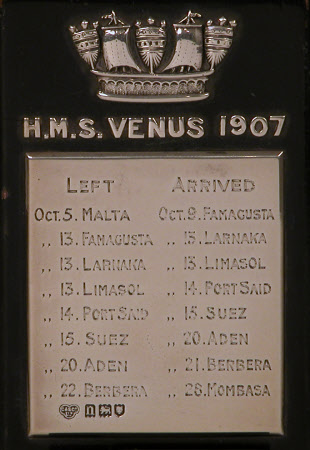 H.M.S. VENUS 1907
LEFT ARRIVED
Oct. 5. MALTA Oct. 9. FAMAGUSTA
,, 13. FAMAGUSTA ,, 13. LARNAKA
,, 13. LARNAKA ,, 13. LIMASOL
,, 13. LIMASOL ,, 14. PORT SAID
,, 14. PORT SAID ,, 15. SUEZ
,, 15. SUEZ ,, 20. ADEN
,, 20. ADEN ,, 21. BERBERA
,, 22. BERBERA ,, 28. MOMBASA